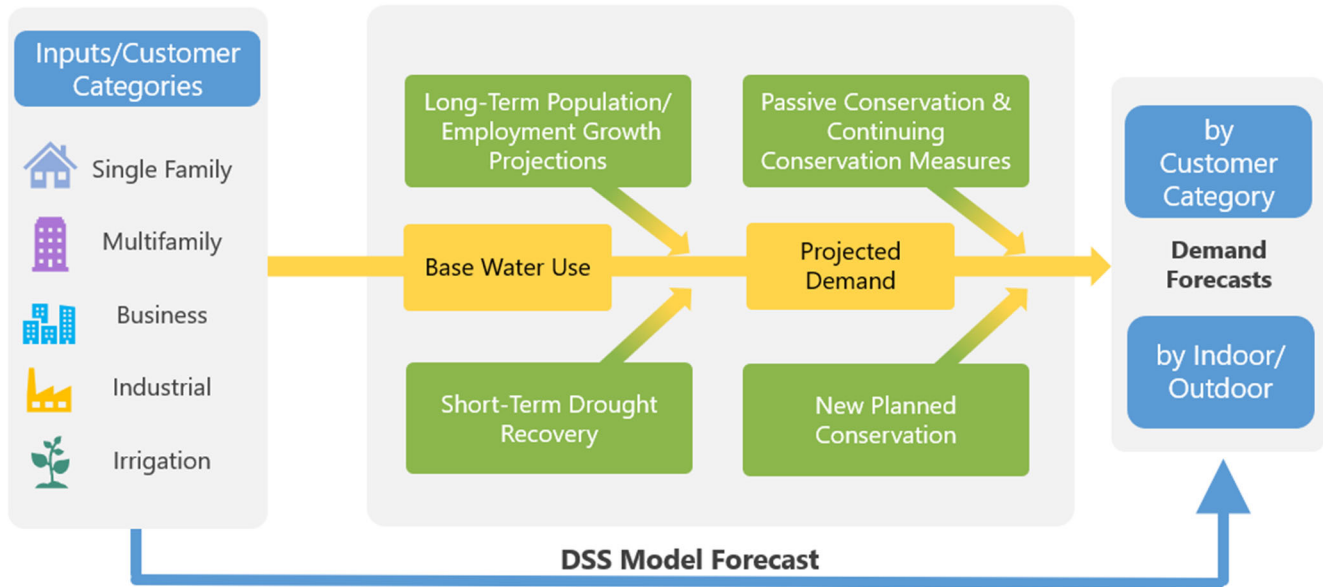 Inputs/Customer
Categories
Single Family
Multifamily
Business
Industrial
Irrigation
Long-Term Population/
Employment Growth
Projections
Passive Conservation &
Continuing
Conservation Measures
Base Water Use
Projected
Demand
Short-Term Drought
Recovery
New Planned
Conservation
by
Customer
Category
Demand
Forecasts
by Indoor/
Outdoor
DSS Model Forecast